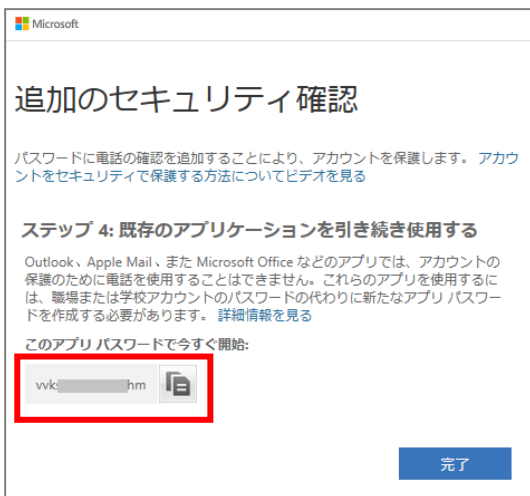 Microsoft
追加のセキュリティ確認
パスワードに電話の確認を追加することにより、アカウントを保護します。 アカウ
ントをセキュリティで保護する方法についてビデオを見る
ステップ 4: 既存のアプリケーションを引き続き使用する
Outlook、Apple Mail、また Microsoft Office などのアプリでは、アカウントの
保護のために電話を使用することはできません。これらのアプリを使用するに
は、職場または学校アカウントのパスワードの代わりに新たなアプリ パスワー
ドを作成する必要があります。 詳細情報を見る
このアプリ パスワードで今すぐ開始:
hm
完了